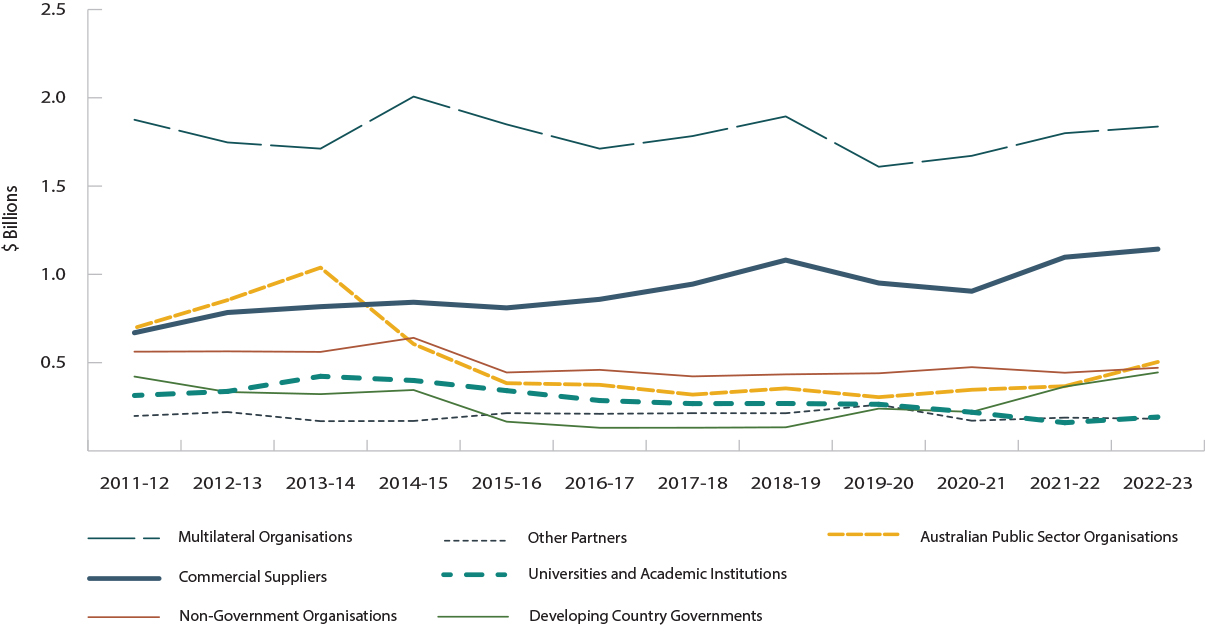 2.5
2.0
1.5
1.0
0.5
$ Billions
2011-12 2012-13 2013-14 2014-15 2015-16 2016-17 2017-18 2018-19 2019-20 2020-21 2021-22 2022-23
Multilateral Organisations Other Partners Australian Public Sector Organisations
Commercial Suppliers Universities and Academic Institutions
Non-Government Organisations Developing Country Governments